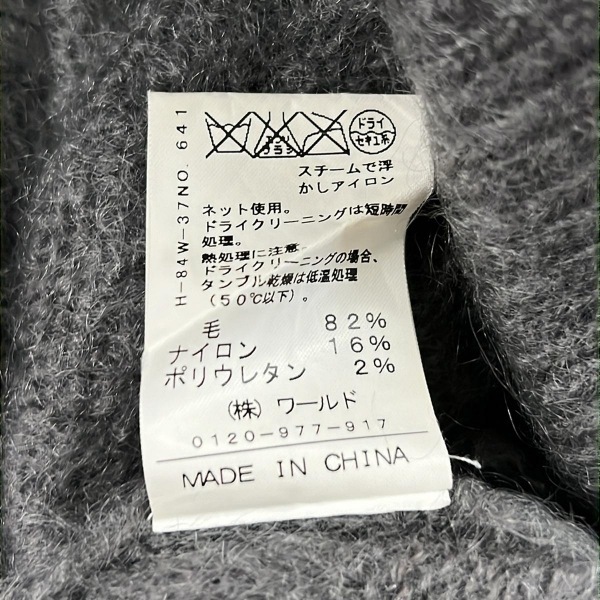 H-84W-37NO. 641
ドライ
セキユ系
スチームで浮
かしアイロン
ネット使用。
ドライクリーニングは短時間
処理。
熱処理に注意。
ドライクリーニングの場合、
タンブル乾燥は低温処理
(50℃以下)。
毛 82%
ナイロン 16%
ポリウレタン 2%
(株) ワールド
0120-977-917
MADE IN CHINA